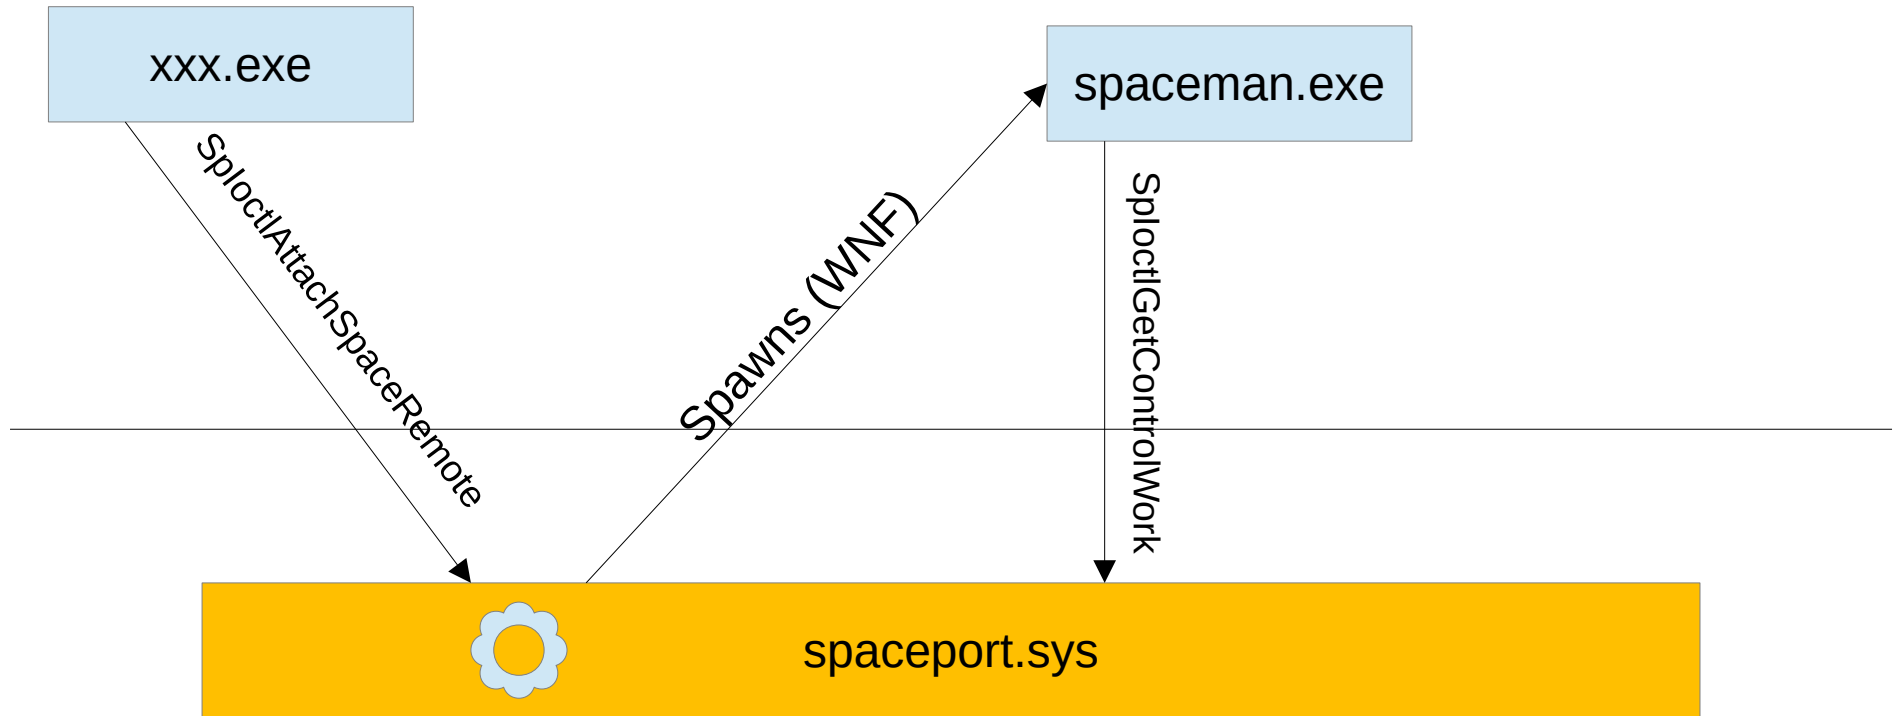 xxx.exe
spaceman.exe
SpIoctlAttachSpaceRemote
Spawns (WNF)
SpIoctlGetControlWork
spaceport.sys